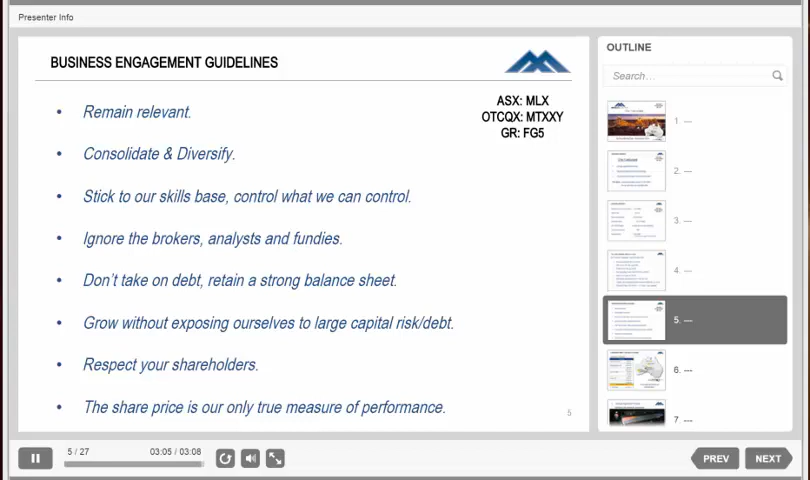 Presenter Info
BUSINESS ENGAGEMENT GUIDELINES
ASX: MLX
OTCQX: MTXXY
GR: FG5
• Remain relevant.
• Consolidate & Diversify.
• Stick to our skills base, control what we can control.
• Ignore the brokers, analysts and fundies.
• Don't take on debt, retain a strong balance sheet.
• Grow without exposing ourselves to large capital risk/debt.
• Respect your shareholders.
• The share price is our only true measure of performance.
5
OUTLINE
Search...
1. ---
2. ---
3. ---
4. ---
5. ---
6. ---
7 ---
5 / 27
03:05 / 03:08
PREV
NEXT